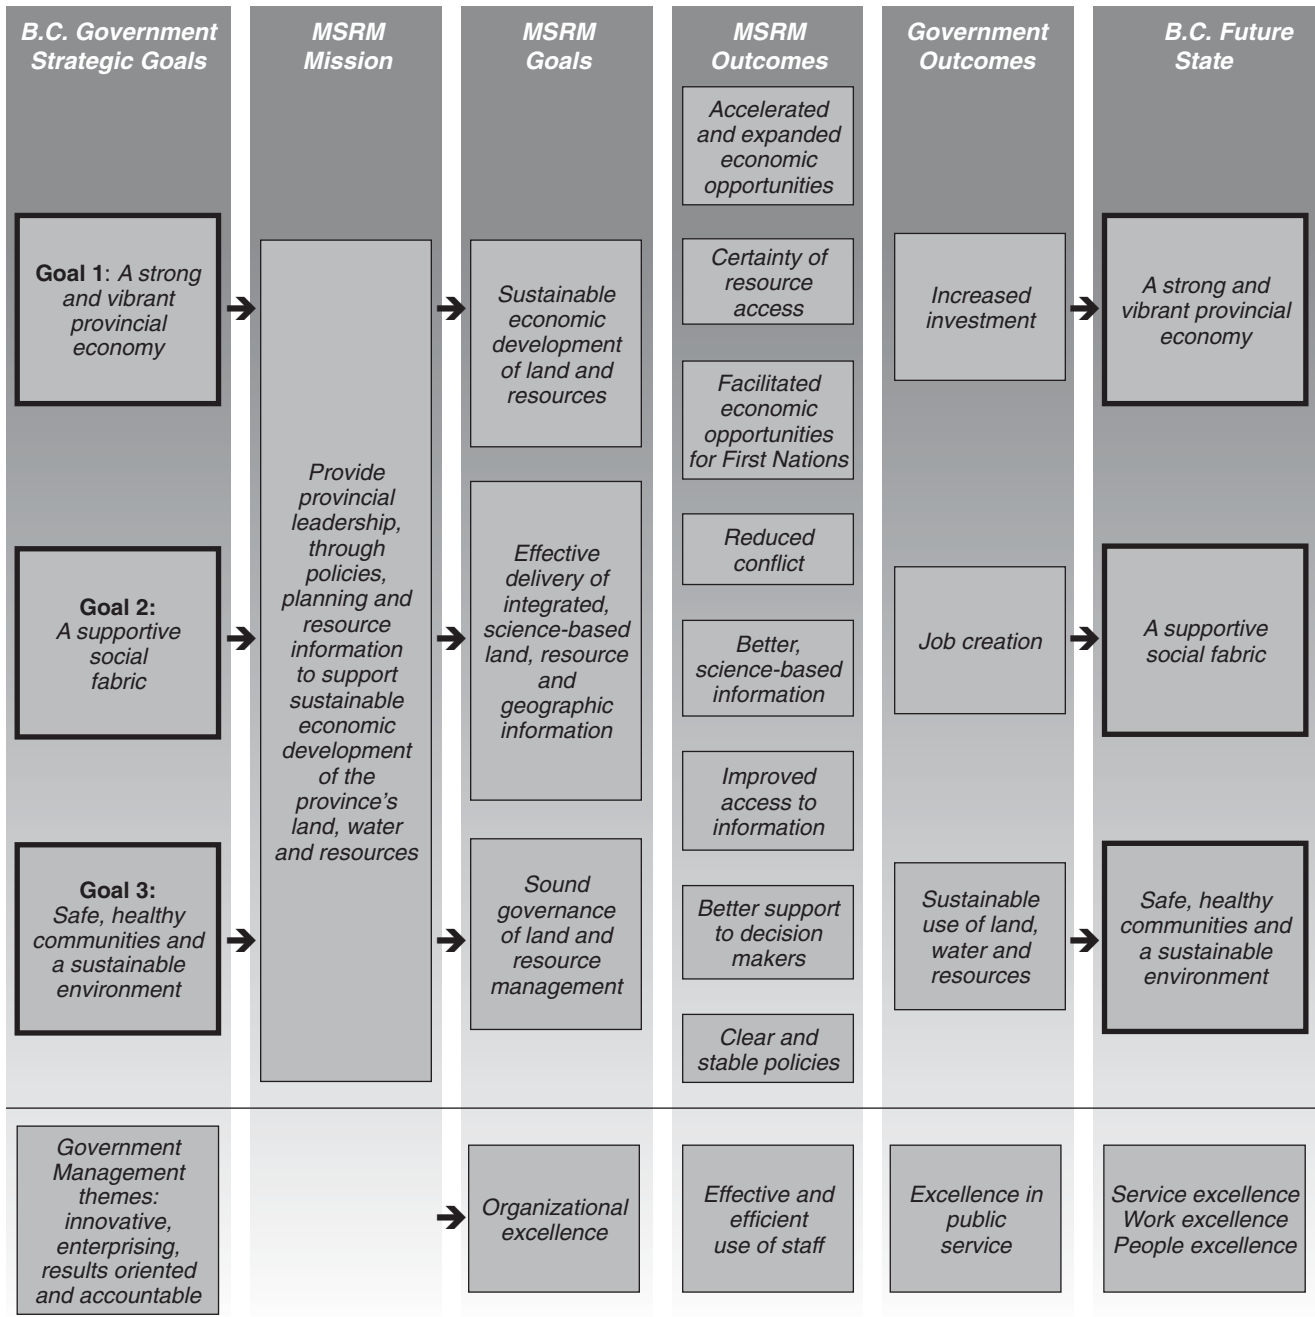 B.C. Government
Strategic Goals
MSRM
Mission
MSRM
Goals
MSRM
Outcomes
Government
Outcomes
B.C. Future
State
Goal 1: A strong
and vibrant
provincial
economy
Goal 2:
A supportive
social
fabric
Goal 3:
Safe, healthy
communities and
a sustainable
environment
Provide
provincial
leadership,
through
policies,
planning and
resource
information
to support
sustainable
economic
development
of the
province's
land, water
and resources
Sustainable
economic
development
of land and
resources
Effective
delivery of
integrated,
science-based
land, resource
and
geographic
information
Sound
governance
of land and
resource
management
Accelerated
and expanded
economic
opportunities
Certainty of
resource
access
Facilitated
economic
opportunities
for First Nations
Reduced
conflict
Better,
science-based
information
Improved
access to
information
Better support
to decision
makers
Clear and
stable policies
Increased
investment
Job creation
Sustainable
use of land,
water and
resources
A strong and
vibrant provincial
economy
A supportive
social fabric
Safe, healthy
communities and
a sustainable
environment
Government
Management
themes:
innovative,
enterprising,
results oriented
and accountable
Organizational
excellence
Effective and
efficient
use of staff
Excellence in
public
service
Service excellence
Work excellence
People excellence